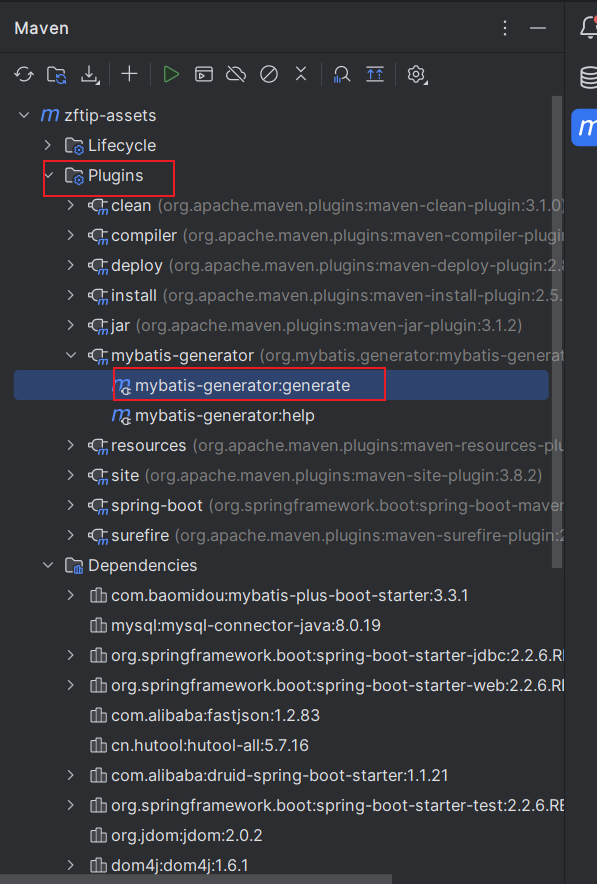 Maven
zftip-assets
Lifecycle
Plugins
clean (org.apache.maven.plugins:maven-clean-plugin:3.1.0)
compiler (org.apache.maven.plugins:maven-compiler-plugin
deploy (org.apache.maven.plugins:maven-deploy-plugin:2.8
install (org.apache.maven.plugins:maven-install-plugin:2.5.
jar (org.apache.maven.plugins:maven-jar-plugin:3.1.2)
mybatis-generator (org.mybatis.generator:mybatis-generat
mybatis-generator:generate
mybatis-generator:help
resources (org.apache.maven.plugins:maven-resources-plu
site (org.apache.maven.plugins:maven-site-plugin:3.8.2)
spring-boot (org.springframework.boot:spring-boot-maven
surefire (org.apache.maven.plugins:maven-surefire-plugin:2
Dependencies
com.baomidou:mybatis-plus-boot-starter:3.3.1
mysql:mysql-connector-java:8.0.19
org.springframework.boot:spring-boot-starter-jdbc:2.2.6.RE
org.springframework.boot:spring-boot-starter-web:2.2.6.RE
com.alibaba:fastjson:1.2.83
cn.hutool:hutool-all:5.7.16
com.alibaba:druid-spring-boot-starter:1.1.21
org.springframework.boot:spring-boot-starter-test:2.2.6.RE
org.jdom:jdom:2.0.2
dom4j:dom4j:1.6.1